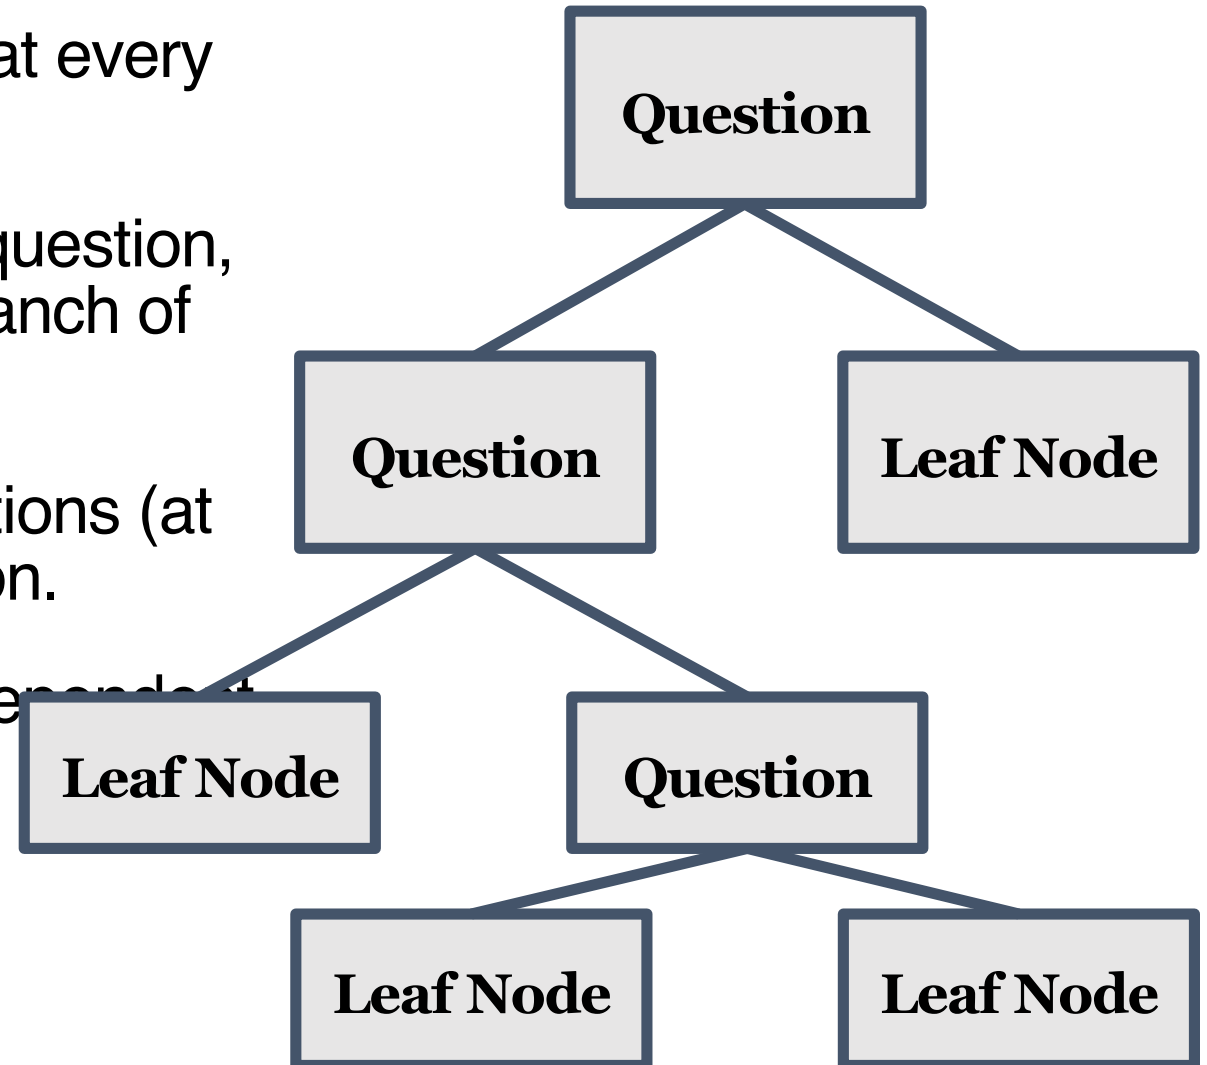 at every
question,
anch of
tions (at
on.
ependent
Question
Question
Leaf Node
Leaf Node
Question
Leaf Node
Leaf Node